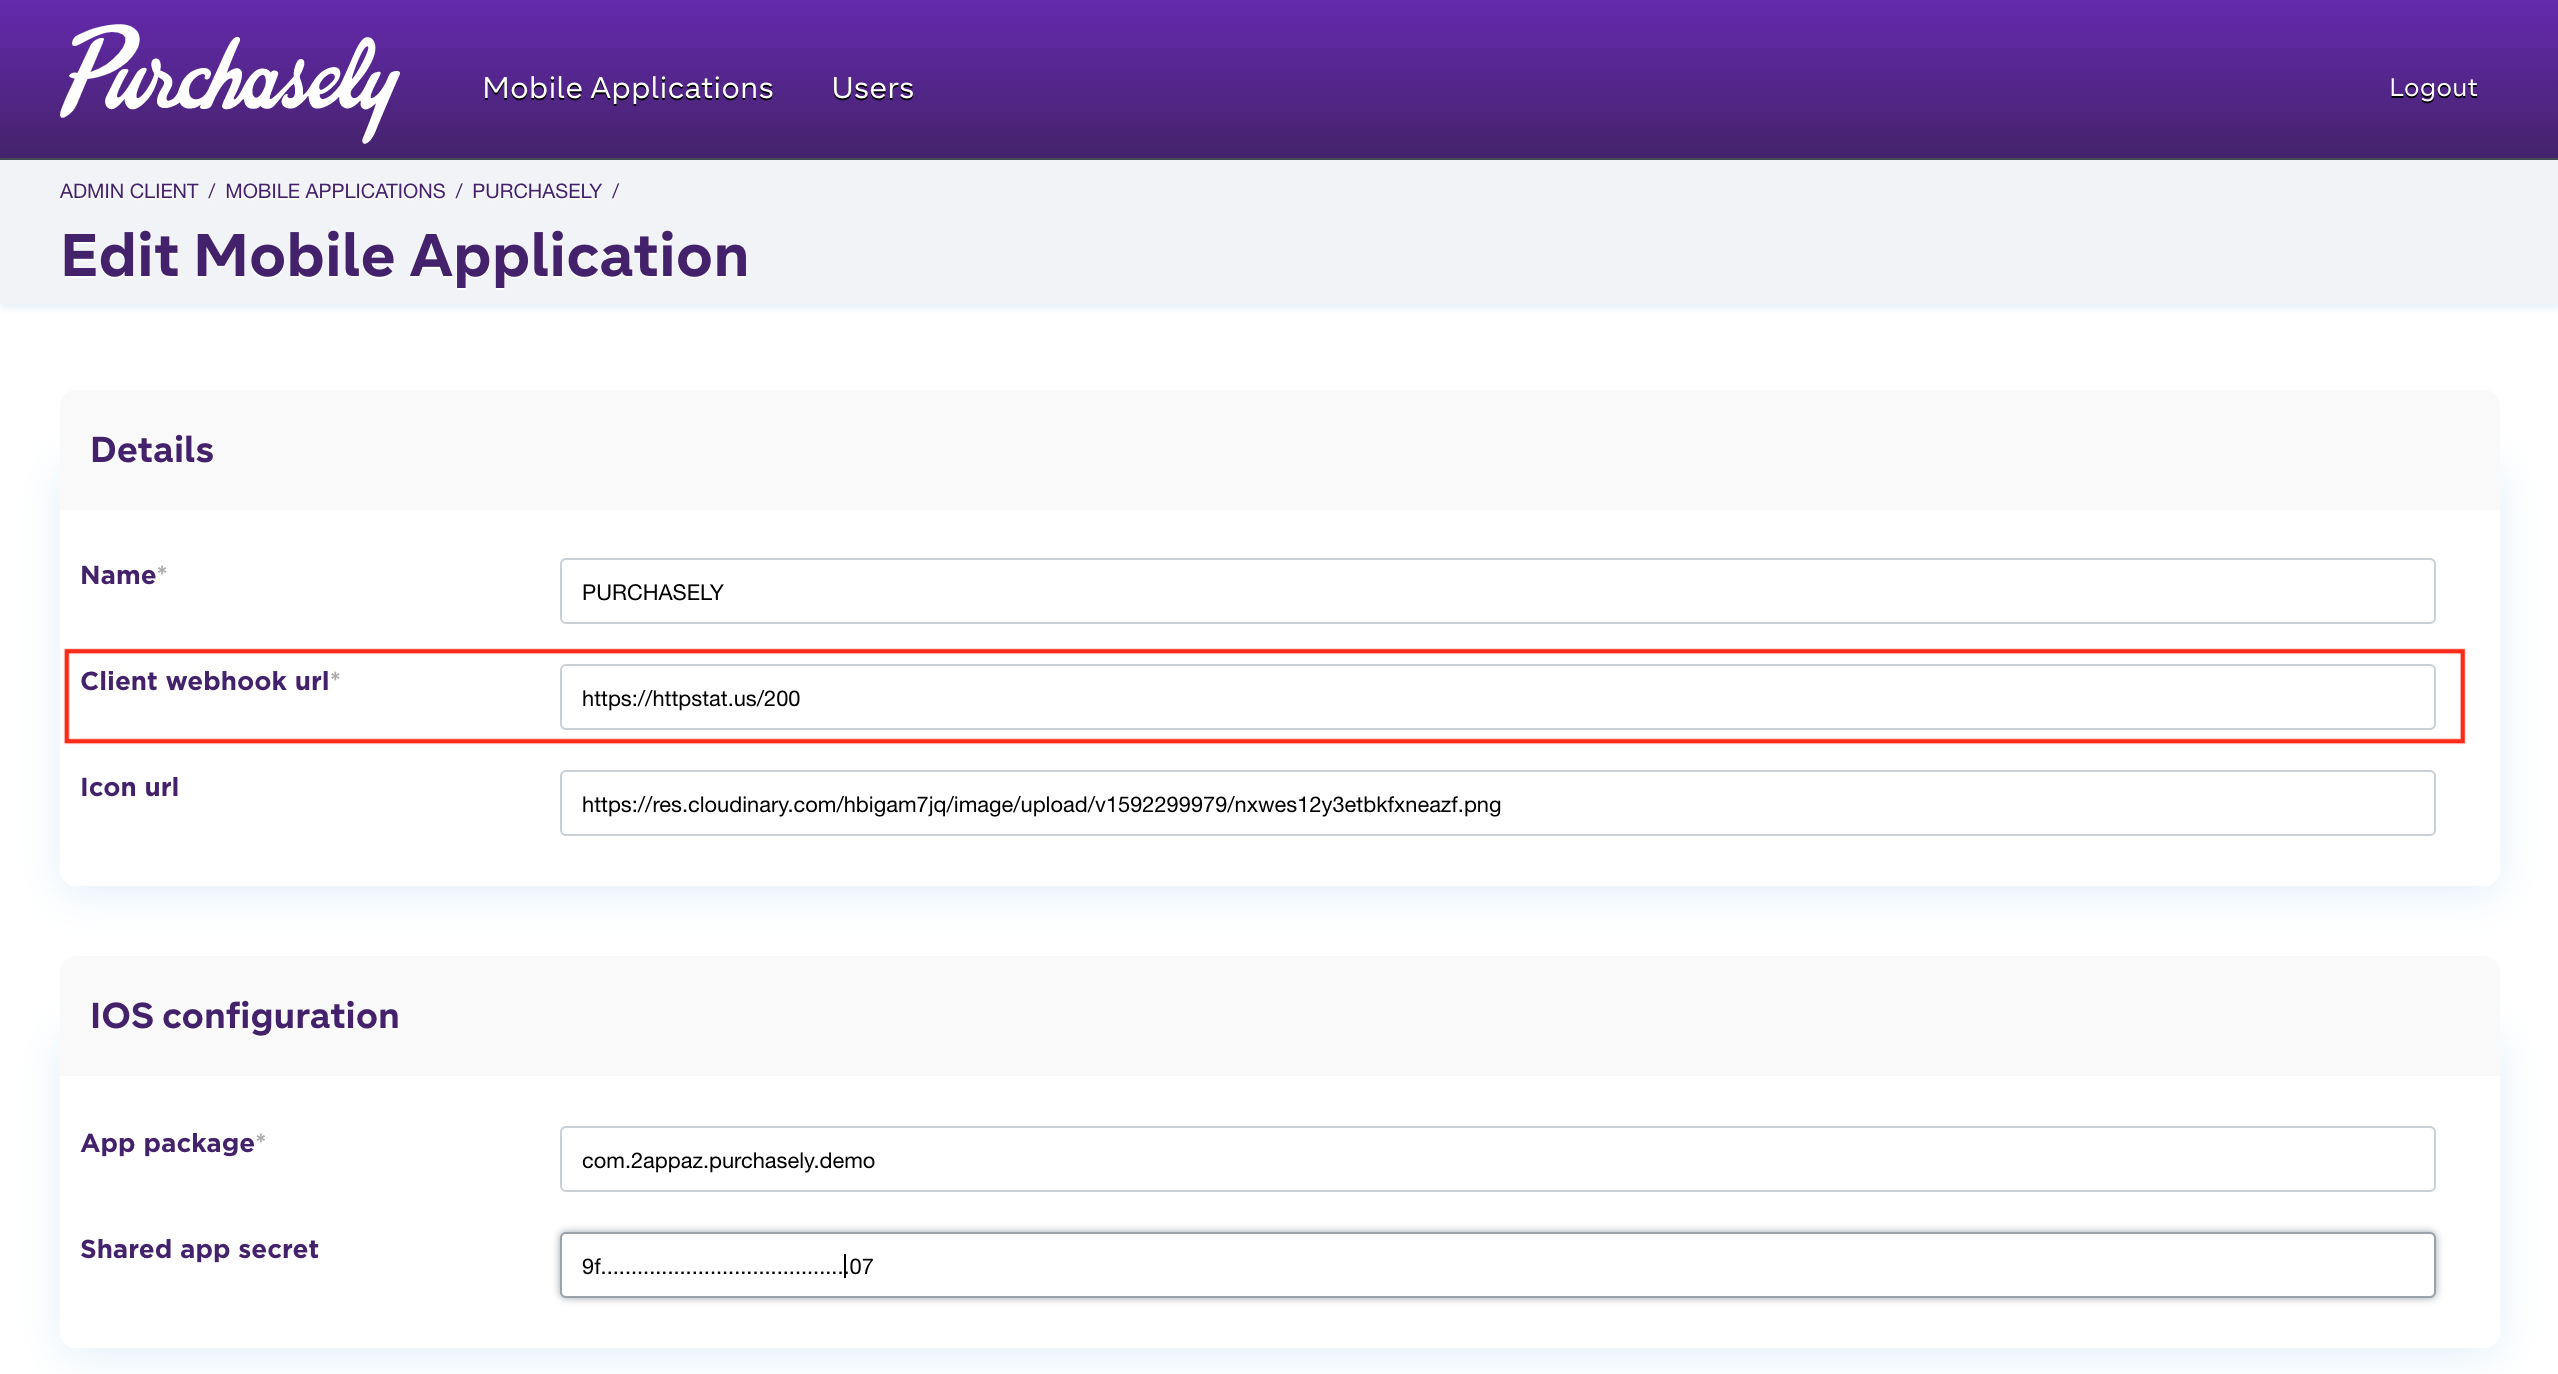 Purchasely
Mobile Applications
Users
Logout
ADMIN CLIENT / MOBILE APPLICATIONS / PURCHASELY /
Edit Mobile Application
Details
Name*
PURCHASELY
Client webhook url*
https://httpstat.us/200
Icon url
https://res.cloudinary.com/hbigam7jq/image/upload/v1592299979/nxwes12y3etbkfxneazf.png
IOS configuration
App package*
com.2appaz.purchasely.demo
Shared app secret
9f.........................................07